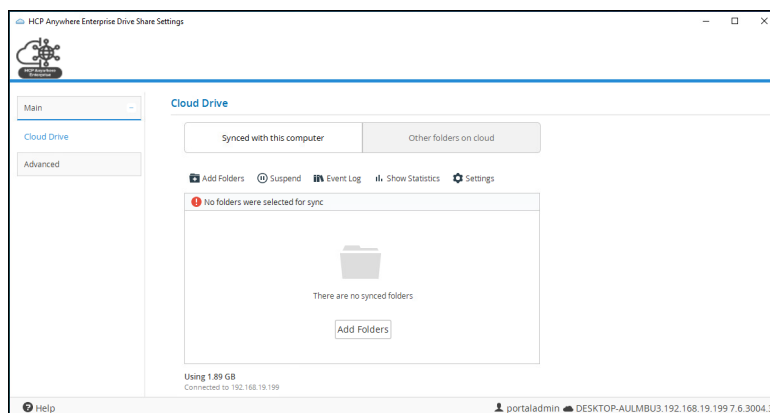 HCP Anywhere Enterprise Drive Share Settings
HCP Anywhere
Enterprise
Main
Cloud Drive
Advanced
Cloud Drive
Synced with this computer
Other folders on cloud
Add Folders
Suspend
Event Log
Show Statistics
Settings
No folders were selected for sync
There are no synced folders
Add Folders
Using 1.89 GB
Connected to 192.168.19.199
Help
portaladmin
DESKTOP-AULMBU3.192.168.19.199 7.6.3004.